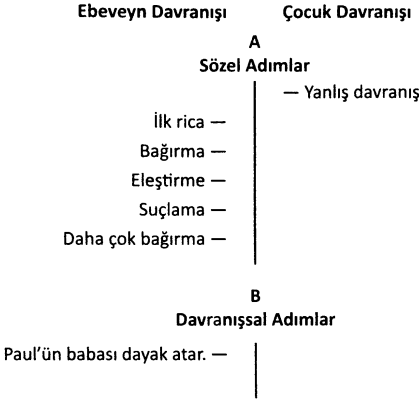 Ebeveyn Davranışı Çocuk Davranışı
A
Sözel Adımlar
— Yanlış davranış
İlk rica —
Bağırma —
Eleştirme —
Suçlama —
Daha çok bağırma —
B
Davranışsal Adımlar
Paul'ün babası dayak atar. —